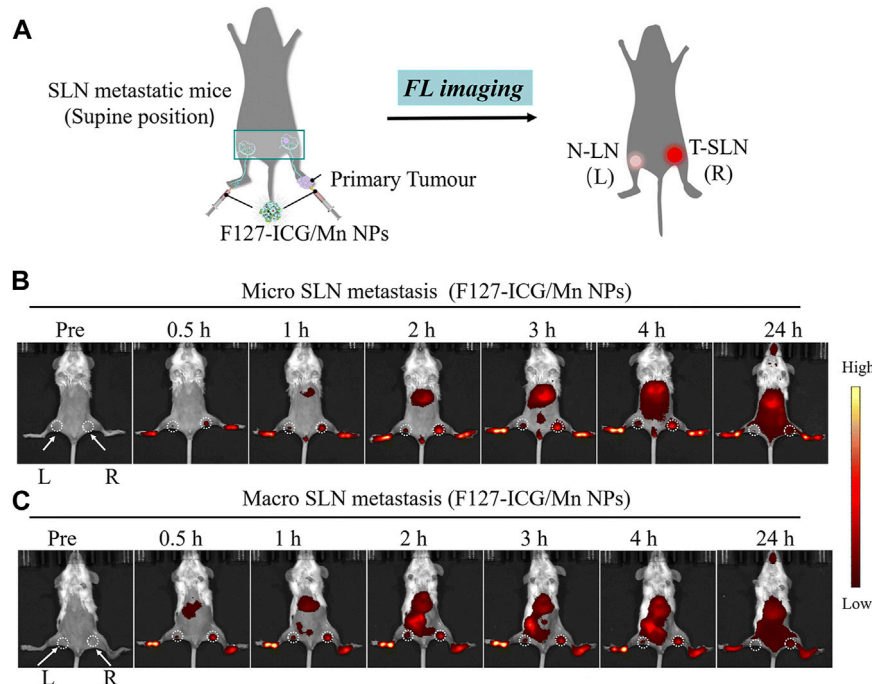 A
SLN metastatic mice
(Supine position)
FL imaging
Primary Tumour
F127-ICG/Mn NPs
N-LN
(L)
T-SLN
(R)
B
Micro SLN metastasis (F127-ICG/Mn NPs)
Pre 0.5 h 1 h 2 h 3 h 4 h 24 h
L R
High
C
Macro SLN metastasis (F127-ICG/Mn NPs)
Pre 0.5 h 1 h 2 h 3 h 4 h 24 h
Low
L R